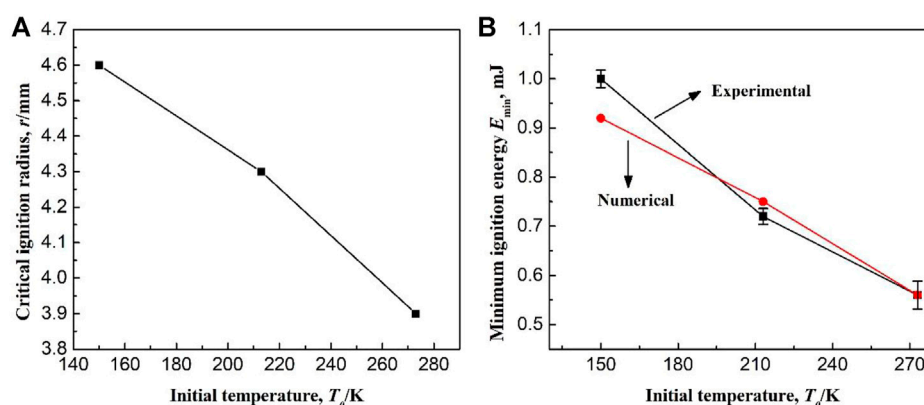 A
4.7
4.6
4.5
4.4
4.3
4.2
4.1
4.0
3.9
3.8
140 160 180 200 220 240 260 280
Critical ignition radius, r/mm
Initial temperature, T₀/K
B
1.1
1.0
0.9
0.8
0.7
0.6
0.5
150 180 210 240 270
Minimum ignition energy Emin, mJ
Experimental
Numerical
Initial temperature, T₀/K